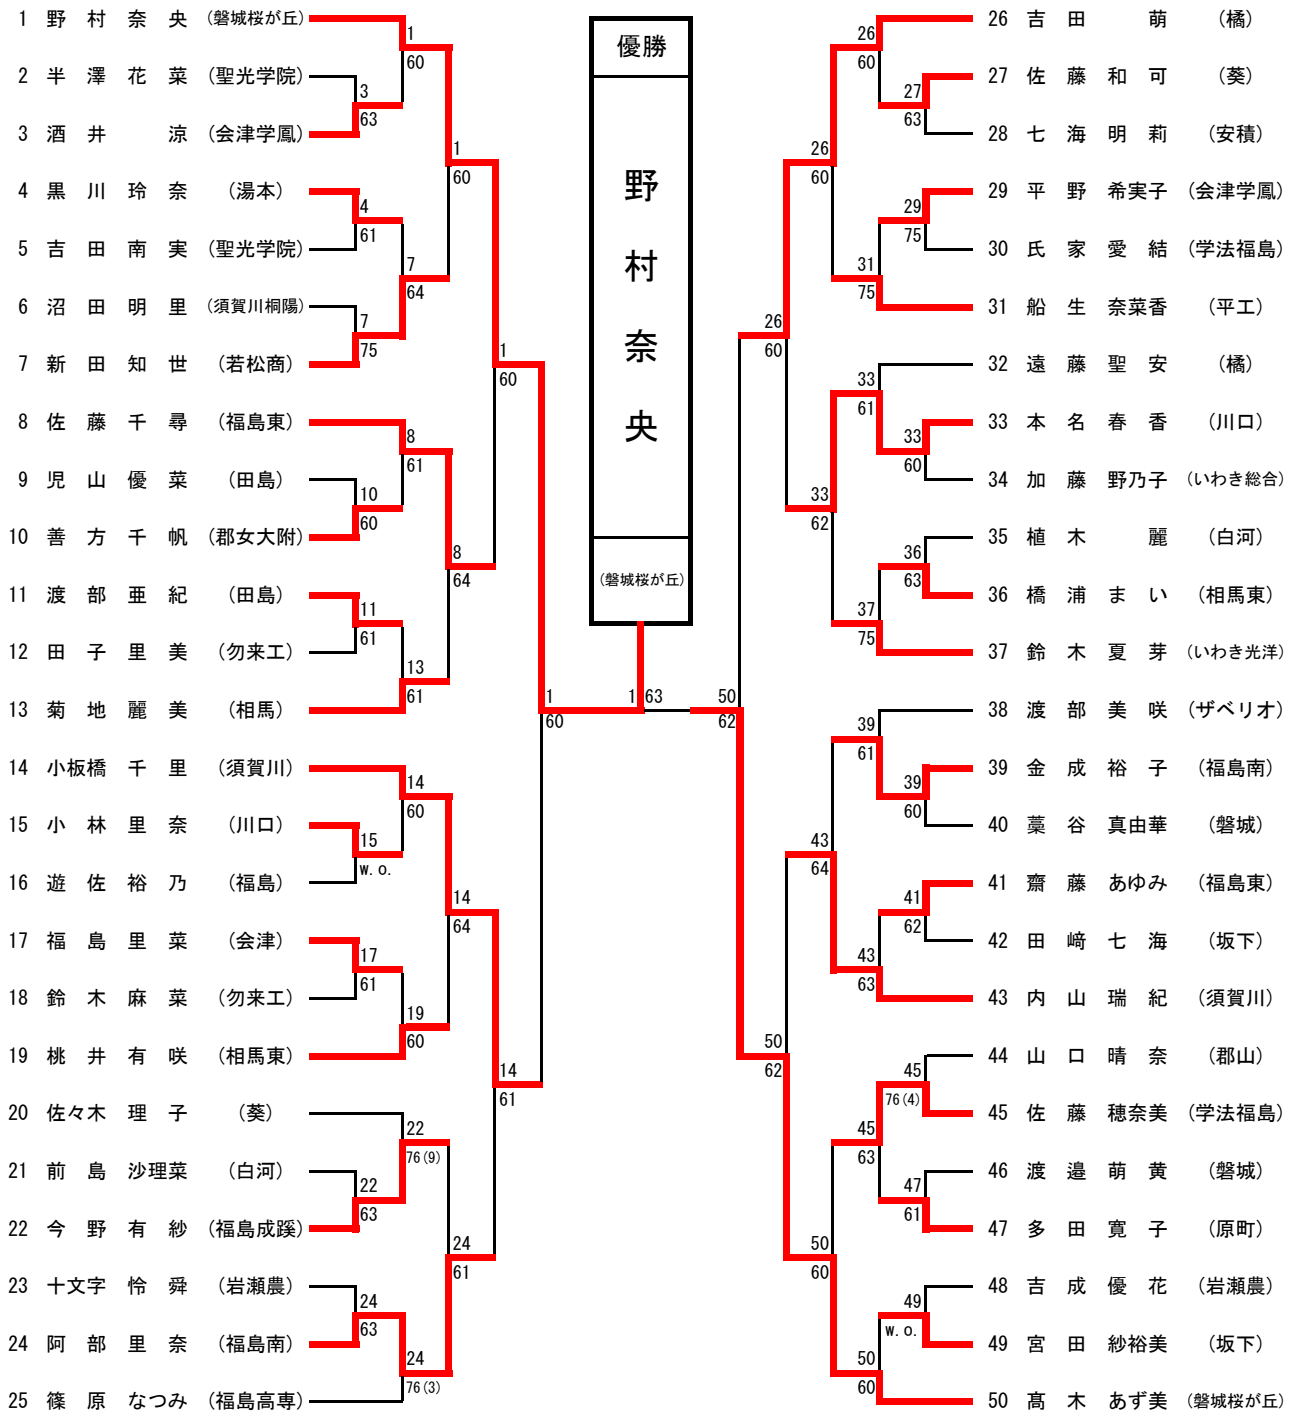 1 野 村 奈 央 (磐城桜が丘)
2 半 澤 花 菜 (聖光学院)
3 酒 井 涼 (会津学鳳)
4 黒 川 玲 奈 (湯本)
5 吉 田 南 実 (聖光学院)
6 沼 田 明 里 (須賀川桐陽)
7 新 田 知 世 (若松商)
8 佐 藤 千 尋 (福島東)
9 児 山 優 菜 (田島)
10 善 方 千 帆 (郡女大附)
11 渡 部 亜 紀 (田島)
12 田 子 里 美 (勿来工)
13 菊 地 麗 美 (相馬)
14 小板橋 千 里 (須賀川)
15 小 林 里 奈 (川口)
16 遊 佐 裕 乃 (福島)
17 福 島 里 菜 (会津)
18 鈴 木 麻 菜 (勿来工)
19 桃 井 有 咲 (相馬東)
20 佐々木 理 子 (葵)
21 前 島 沙理菜 (白河)
22 今 野 有 紗 (福島成蹊)
23 十文字 怜 舜 (岩瀬農)
24 阿 部 里 奈 (福島南)
25 篠 原 なつみ (福島高専)
1
60
3
63
4
61
7
64
7
75
1
60
8
61
10
60
11
61
13
61
8
64
1
60
14
60
15
w.o.
17
61
19
60
14
64
22
76(9)
22
63
24
63
24
76(3)
24
61
14
61
1
60
優勝
野
村
奈
央
(磐城桜が丘)
1 63
50
62
26
60
27
63
29
75
31
75
26
60
33
61
33
60
36
63
37
75
33
62
26
60
39
61
39
60
41
62
43
63
43
64
45
76(4)
47
61
45
63
49
w.o.
50
60
50
60
50
62
26 吉 田 萌 (橘)
27 佐 藤 和 可 (葵)
28 七 海 明 莉 (安積)
29 平 野 希実子 (会津学鳳)
30 氏 家 愛 結 (学法福島)
31 船 生 奈菜香 (平工)
32 遠 藤 聖 安 (橘)
33 本 名 春 香 (川口)
34 加 藤 野乃子 (いわき総合)
35 植 木 麗 (白河)
36 橋 浦 ま い (相馬東)
37 鈴 木 夏 芽 (いわき光洋)
38 渡 部 美 咲 (ザベリオ)
39 金 成 裕 子 (福島南)
40 藁 谷 真由華 (磐城)
41 齋 藤 あゆみ (福島東)
42 田 﨑 七 海 (坂下)
43 内 山 瑞 紀 (須賀川)
44 山 口 晴 奈 (郡山)
45 佐 藤 穂奈美 (学法福島)
46 渡 邉 萌 黄 (磐城)
47 多 田 寛 子 (原町)
48 吉 成 優 花 (岩瀬農)
49 宮 田 紗裕美 (坂下)
50 髙 木 あず美 (磐城桜が丘)